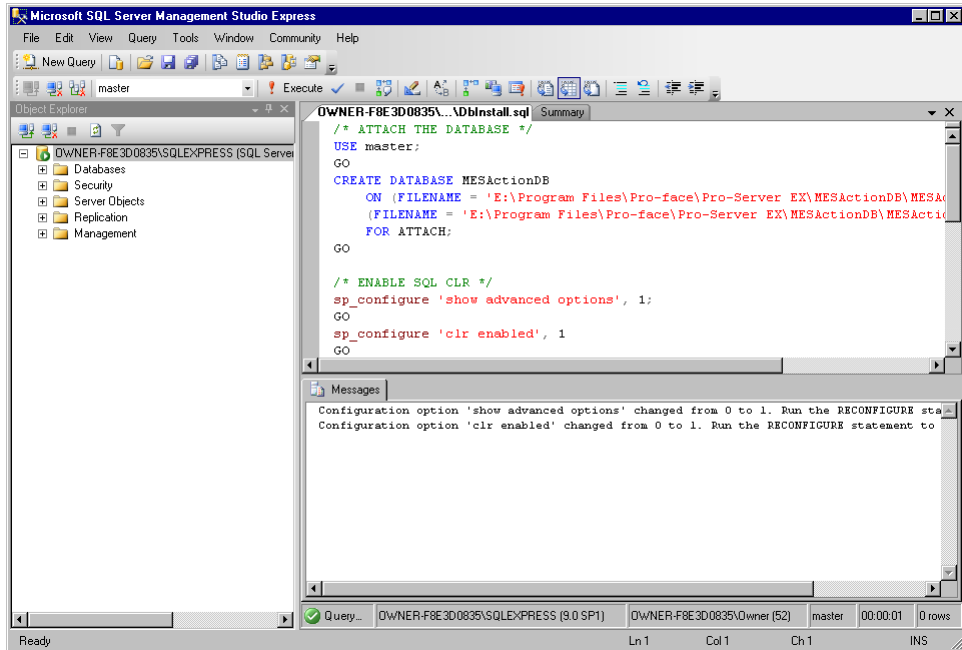 Microsoft SQL Server Management Studio Express
File Edit View Query Tools Window Community Help
New Query
master Execute
Object Explorer
OWNER-F8E3D0835\SQLEXPRESS (SQL Server
Databases
Security
Server Objects
Replication
Management
OWNER-F8E3D0835\...\DbInstall.sql Summary
/* ATTACH THE DATABASE */
USE master;
GO
CREATE DATABASE MESActionDB
ON (FILENAME = 'E:\Program Files\Pro-face\Pro-Server EX\MESActionDB\MESA
(FILENAME = 'E:\Program Files\Pro-face\Pro-Server EX\MESActionDB\MESActi
FOR ATTACH;
GO
/* ENABLE SQL CLR */
sp_configure 'show advanced options', 1;
GO
sp_configure 'clr enabled', 1
GO
Messages
Configuration option 'show advanced options' changed from 0 to 1. Run the RECONFIGURE sta
Configuration option 'clr enabled' changed from 0 to 1. Run the RECONFIGURE statement to
Query... OWNER-F8E3D0835\SQLEXPRESS (9.0 SP1) OWNER-F8E3D0835\Owner (52) master 00:00:01 0 rows
Ready Ln 1 Col 1 Ch 1 INS